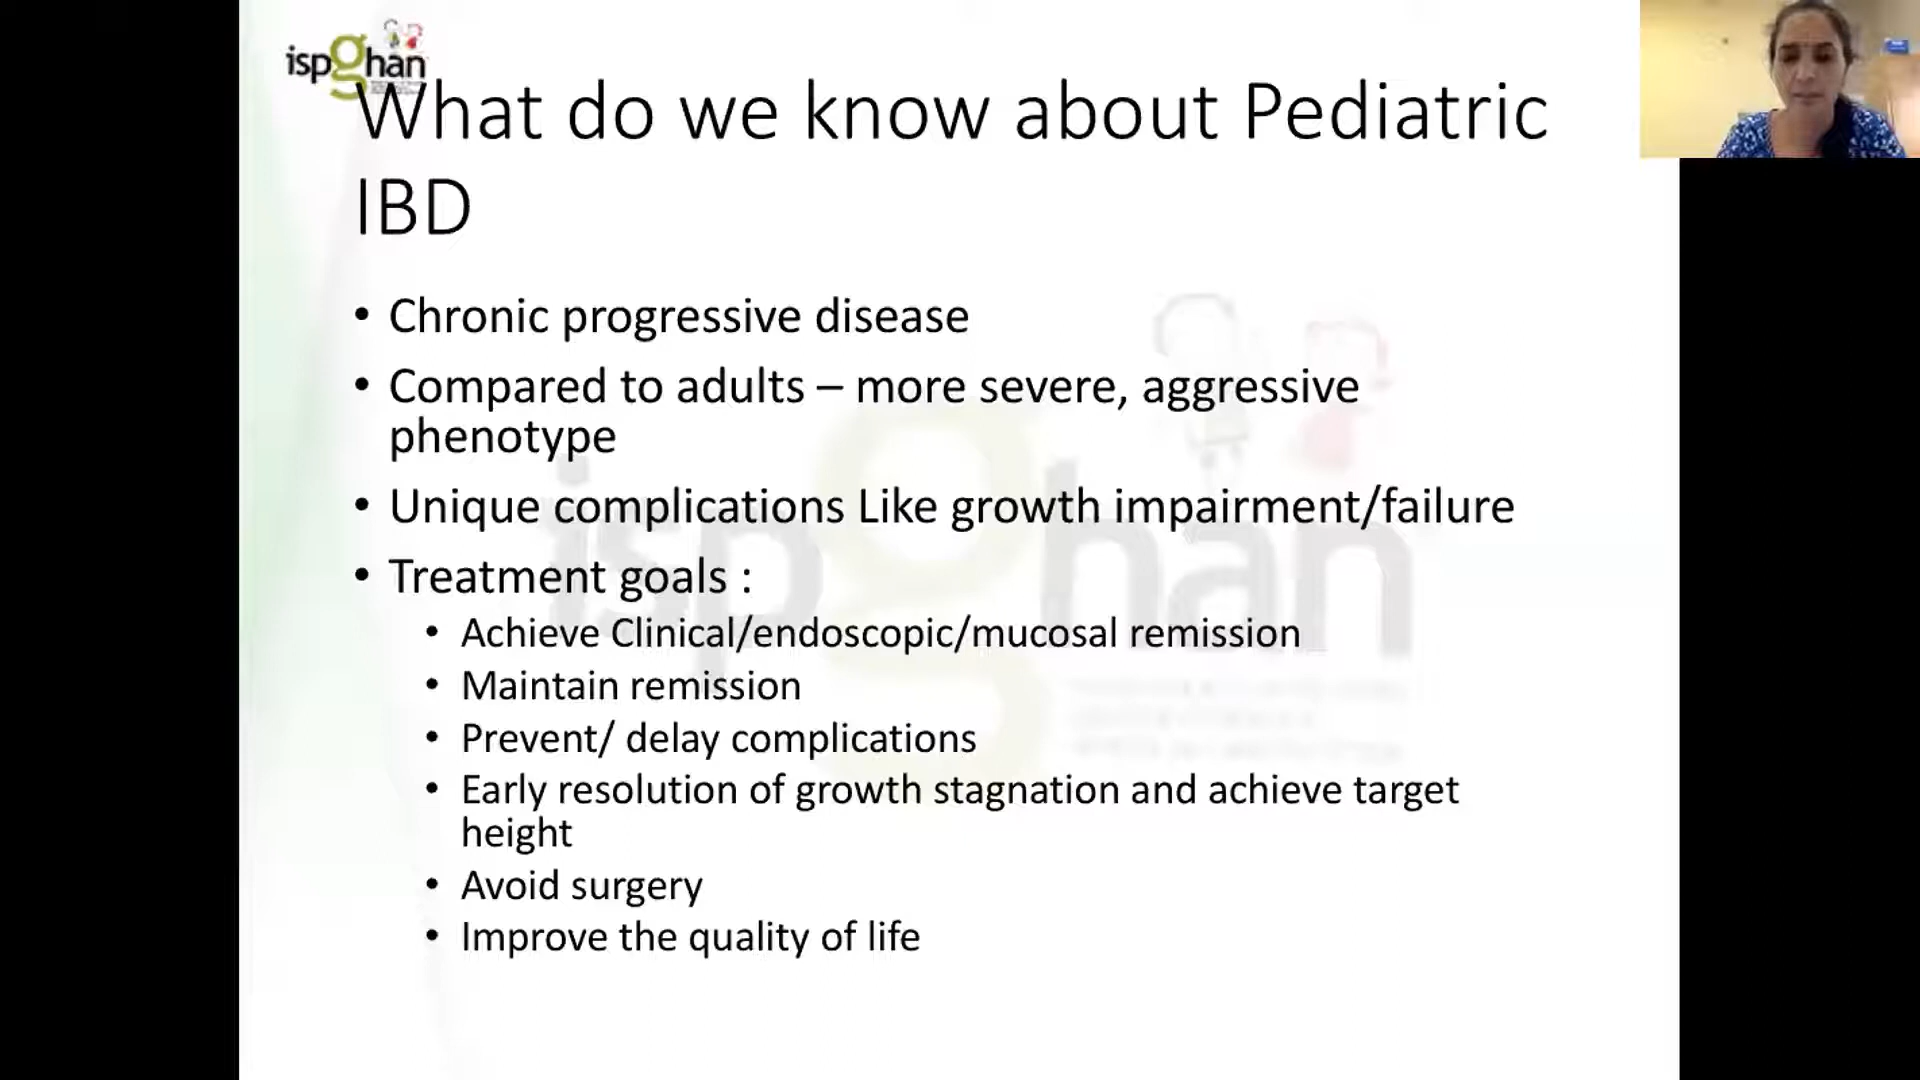 ispghan
What do we know about Pediatric
IBD
• Chronic progressive disease
• Compared to adults – more severe, aggressive
phenotype
• Unique complications Like growth impairment/failure
• Treatment goals :
• Achieve Clinical/endoscopic/mucosal remission
• Maintain remission
• Prevent/ delay complications
• Early resolution of growth stagnation and achieve target
height
• Avoid surgery
• Improve the quality of life
ispghan